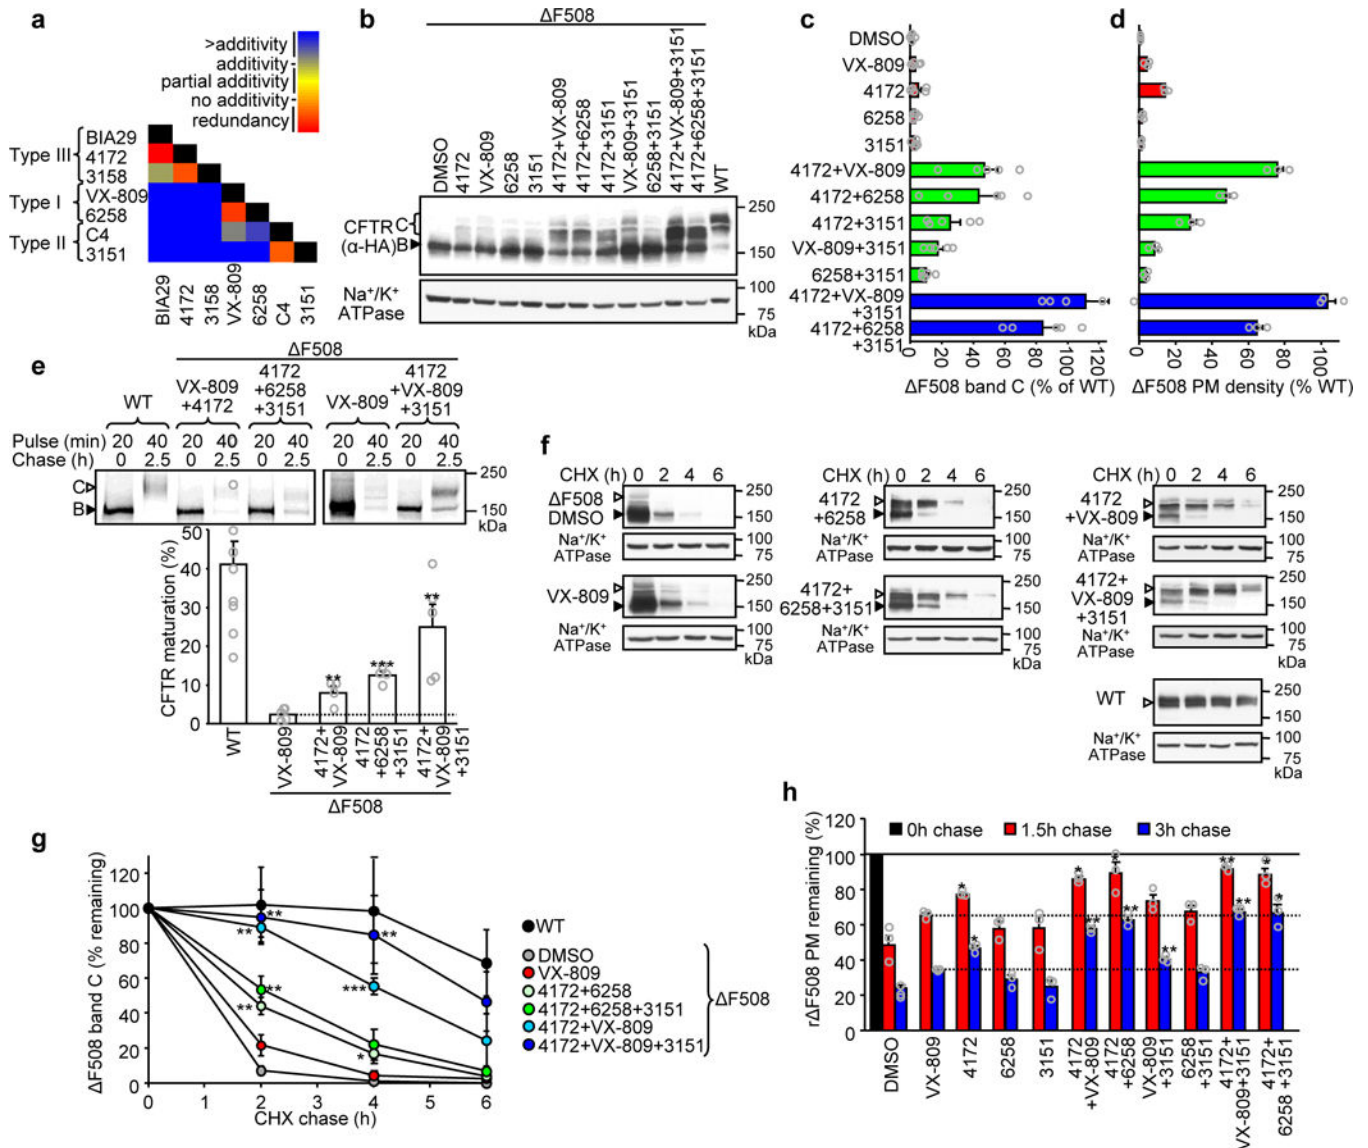 a
>additivity
additivity
partial additivity
no additivity
redundancy
Type III
BIA29
4172
3158
Type I
VX-809
6258
Type II
C4
3151
BIA29
4172
3158
VX-809
6258
C4
3151
b
ΔF508
DMSO
4172
VX-809
6258
3151
4172+VX-809
4172+6258
4172+3151
VX-809+3151
6258+3151
4172+VX-809+3151
4172+6258+3151
WT
CFTR C
(α-HA) B
Na⁺/K⁺
ATPase
250
150
100
75
kDa
c
DMSO
VX-809
4172
6258
3151
4172+VX-809
4172+6258
4172+3151
VX-809+3151
6258+3151
4172+VX-809
+3151
4172+6258
+3151
0
20
40
60
80
100
120
ΔF508 band C (% of WT)
d
0
20
40
60
80
100
ΔF508 PM density (% WT)
e
ΔF508
WT
VX-809
+4172
4172
+6258
+3151
VX-809
4172
+VX-809
+3151
Pulse (min) 20 40 20 40 20 40 20 40 20 40
Chase (h) 0 2.5 0 2.5 0 2.5 0 2.5 0 2.5
C
B
250
150
kDa
CFTR maturation (%)
50
40
30
20
10
0
**
***
**
WT
VX-809
4172+
VX-809
4172
+6258
+3151
4172+
VX-809
+3151
ΔF508
f
CHX (h) 0 2 4 6
ΔF508
DMSO
250
150
Na⁺/K⁺
ATPase
100
75
VX-809
250
150
Na⁺/K⁺
ATPase
100
75
kDa
CHX (h) 0 2 4 6
4172
+6258
250
150
Na⁺/K⁺
ATPase
100
75
4172+
6258+3151
250
150
Na⁺/K⁺
ATPase
100
75
kDa
CHX (h) 0 2 4 6
4172
+VX-809
250
150
Na⁺/K⁺
ATPase
100
75
4172+
VX-809
+3151
250
150
Na⁺/K⁺
ATPase
100
75
kDa
WT
250
150
Na⁺/K⁺
ATPase
100
75
kDa
g
ΔF508 band C (% remaining)
120
100
80
60
40
20
0
** ** ** **
** *** *
0 1 2 3 4 5 6
CHX chase (h)
WT
DMSO
VX-809
4172+6258
4172+6258+3151
4172+VX-809
4172+VX-809+3151
ΔF508
h
rΔF508 PM remaining (%)
120
100
80
60
40
20
0
0h chase
1.5h chase
3h chase
* * * ** * ** ** ** ** * *
DMSO
VX-809
4172
6258
3151
4172
+VX-809
4172
+6258
VX-809
+3151
6258
+3151
4172+
VX-809+3151
4172+
6258 +3151